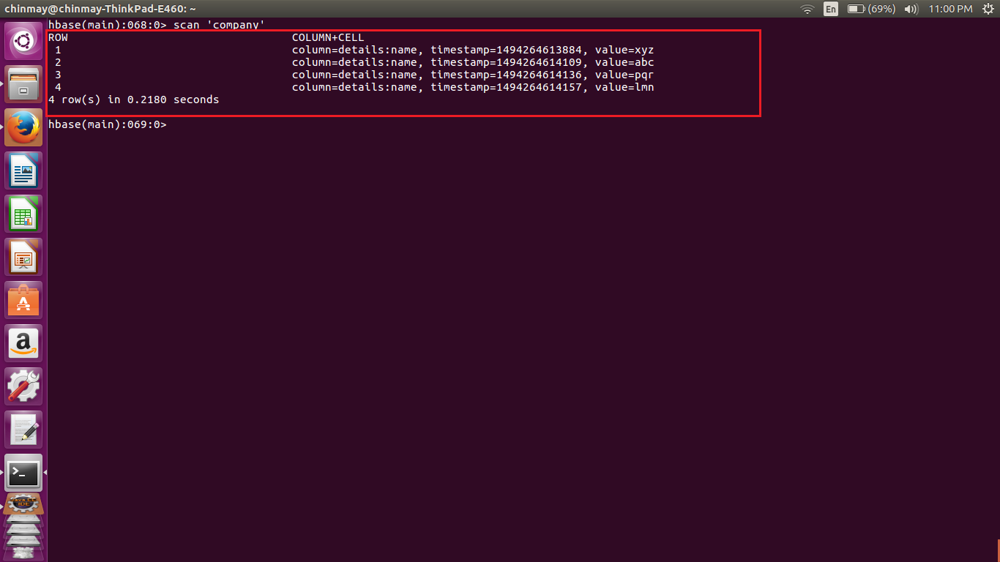 chinmay@chinmay-ThinkPad-E460: ~ En (69%) 11:00 PM
hbase(main):068:0> scan 'company'
ROW COLUMN+CELL
1 column=details:name, timestamp=1494264613884, value=xyz
2 column=details:name, timestamp=1494264614109, value=abc
3 column=details:name, timestamp=1494264614136, value=pqr
4 column=details:name, timestamp=1494264614157, value=lmn
4 row(s) in 0.2180 seconds
hbase(main):069:0>
A
a
>_
IDE